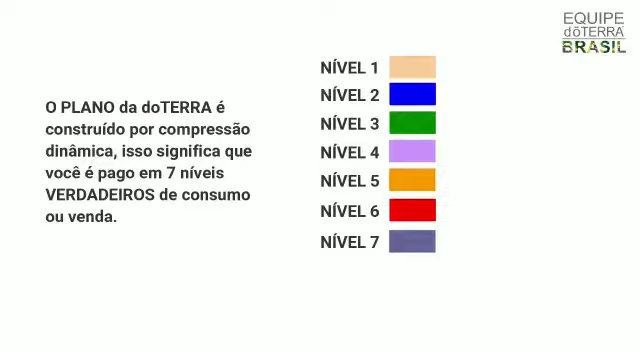 EQUIPE
dōTERRA
BRASIL
O PLANO da doTERRA é
construído por compressão
dinâmica, isso significa que
você é pago em 7 níveis
VERDADEIROS de consumo
ou venda.
NÍVEL 1
NÍVEL 2
NÍVEL 3
NÍVEL 4
NÍVEL 5
NÍVEL 6
NÍVEL 7